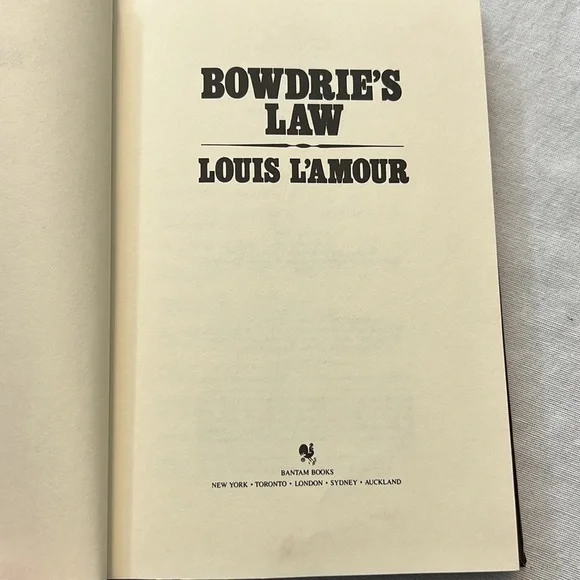 BOWDRIE'S
LAW
LOUIS L'AMOUR
BANTAM BOOKS
NEW YORK • TORONTO • LONDON • SYDNEY • AUCKLAND